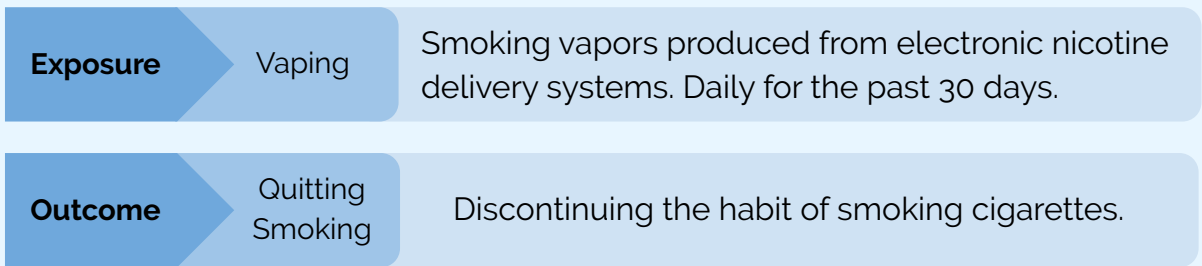 Exposure
Vaping
Smoking vapors produced from electronic nicotine
delivery systems. Daily for the past 30 days.
Outcome
Quitting
Smoking
Discontinuing the habit of smoking cigarettes.